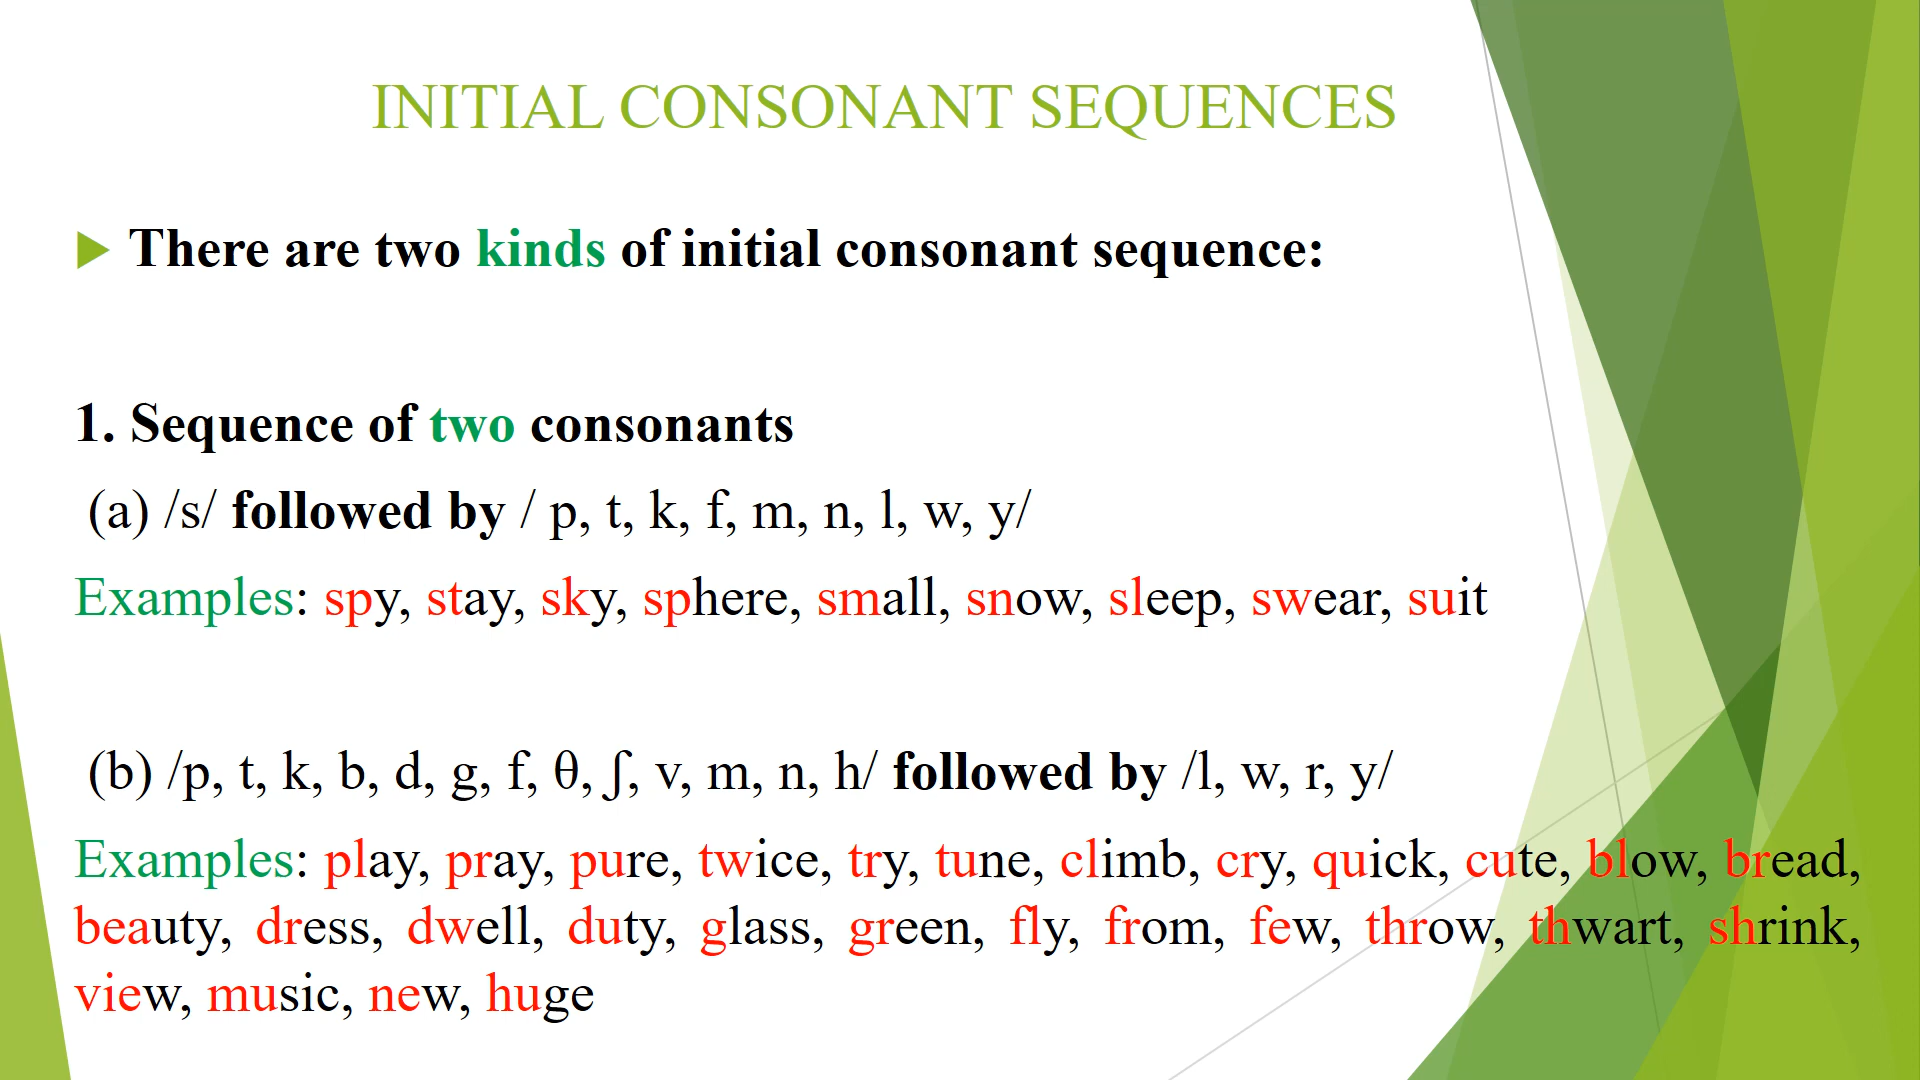 INITIAL CONSONANT SEQUENCES
There are two kinds of initial consonant sequence:
1. Sequence of two consonants
(a) /s/ followed by / p, t, k, f, m, n, l, w, y/
Examples: spy, stay, sky, sphere, small, snow, sleep, swear, suit
(b) /p, t, k, b, d, g, f, θ, ʃ, v, m, n, h/ followed by /l, w, r, y/
Examples: play, pray, pure, twice, try, tune, climb, cry, quick, cute, blow, bread,
beauty, dress, dwell, duty, glass, green, fly, from, few, throw, thwart, shrink,
view, music, new, huge